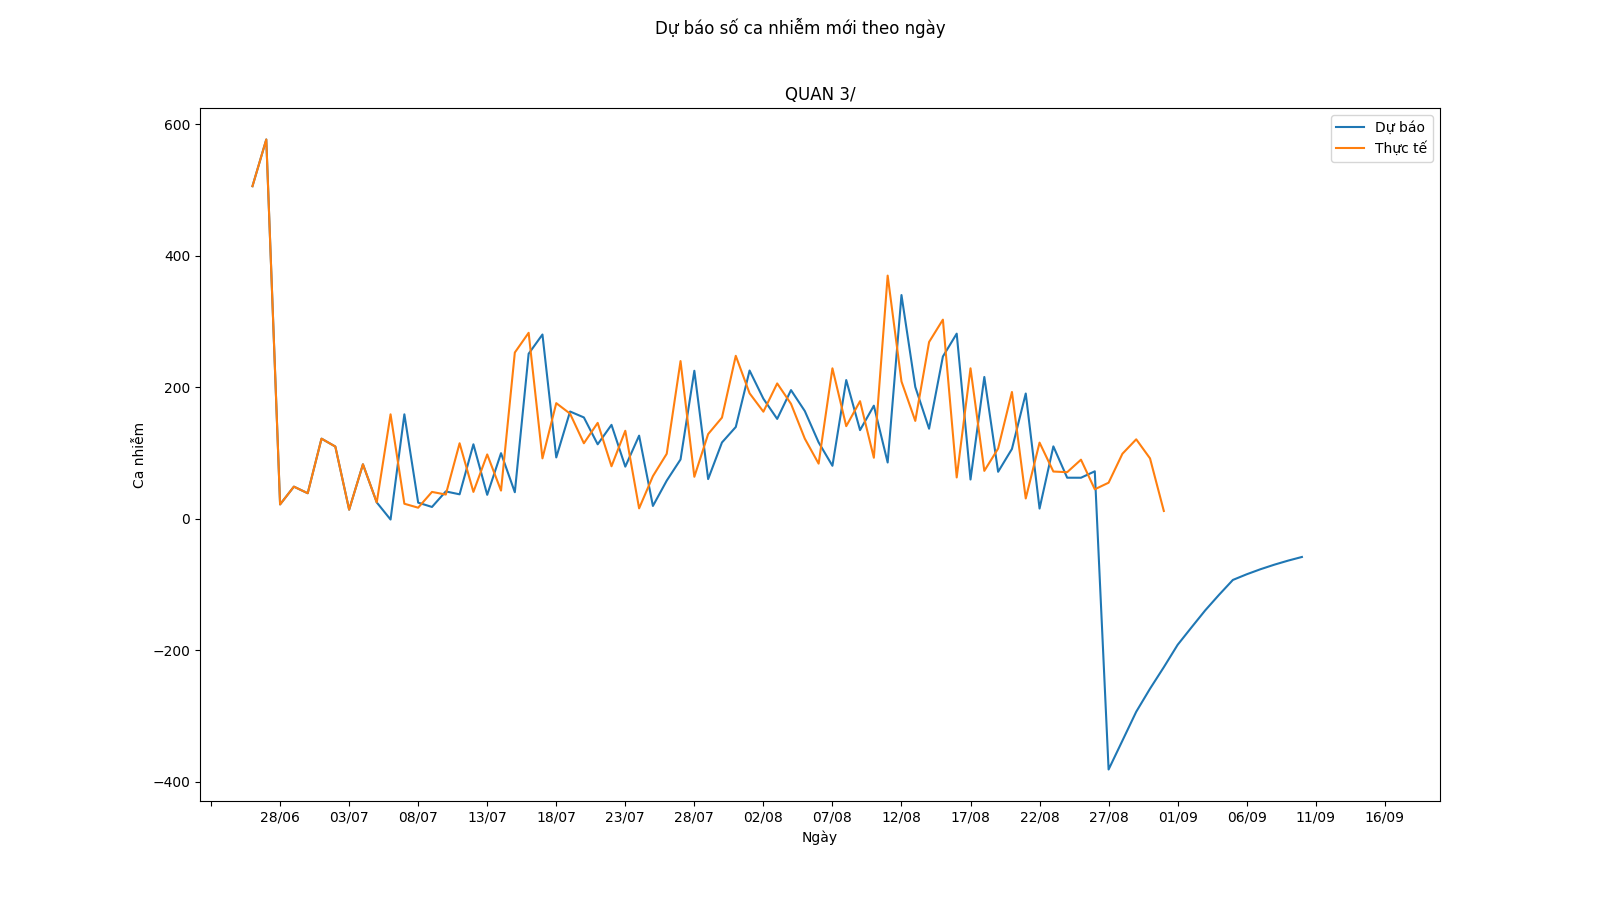 Dự báo số ca nhiễm mới theo ngày
QUAN 3/
Dự báo
Thực tế
600
400
200
0
−200
−400
Ca nhiễm
28/06 03/07 08/07 13/07 18/07 23/07 28/07 02/08 07/08 12/08 17/08 22/08 27/08 01/09 06/09 11/09 16/09
Ngày